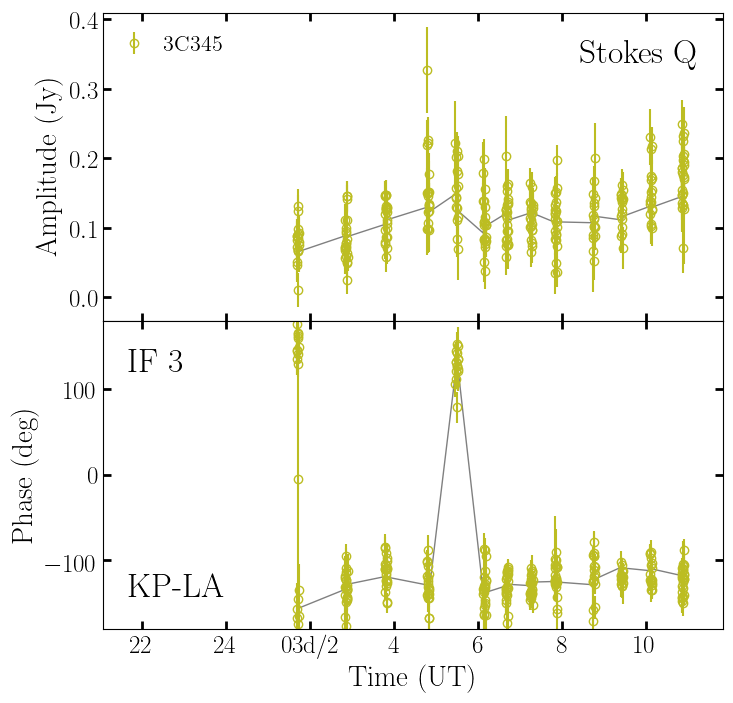 0.4
3C345
Stokes Q
0.3
0.2
0.1
0.0
Amplitude (Jy)
IF 3
100
0
−100
Phase (deg)
KP-LA
22 24 03d/2 4 6 8 10
Time (UT)